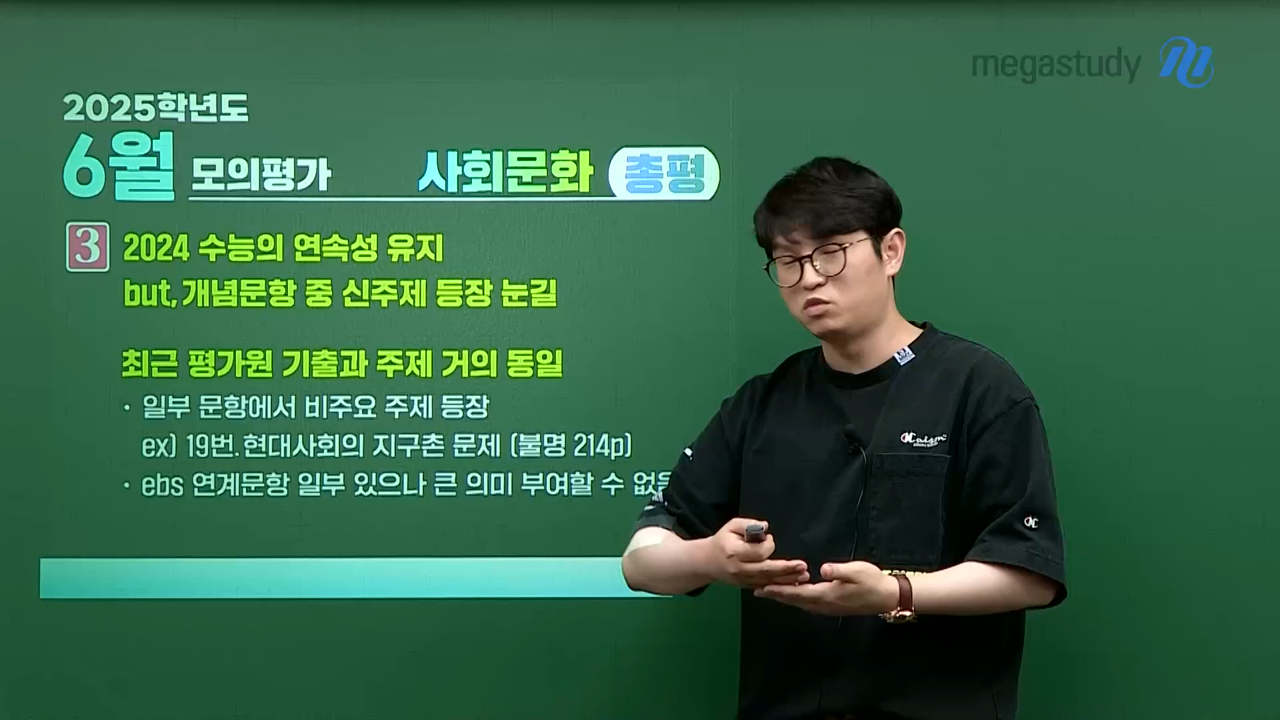 megastudy
2025학년도
6월 모의평가 사회문화 총평
3 2024 수능의 연속성 유지
but, 개념문항 중 신주제 등장 눈길
최근 평가원 기출과 주제 거의 동일
· 일부 문항에서 비주요 주제 등장
ex) 19번. 현대사회의 지구촌 문제 (불명 214p)
· ebs 연계문항 일부 있으나 큰 의미 부여할 수